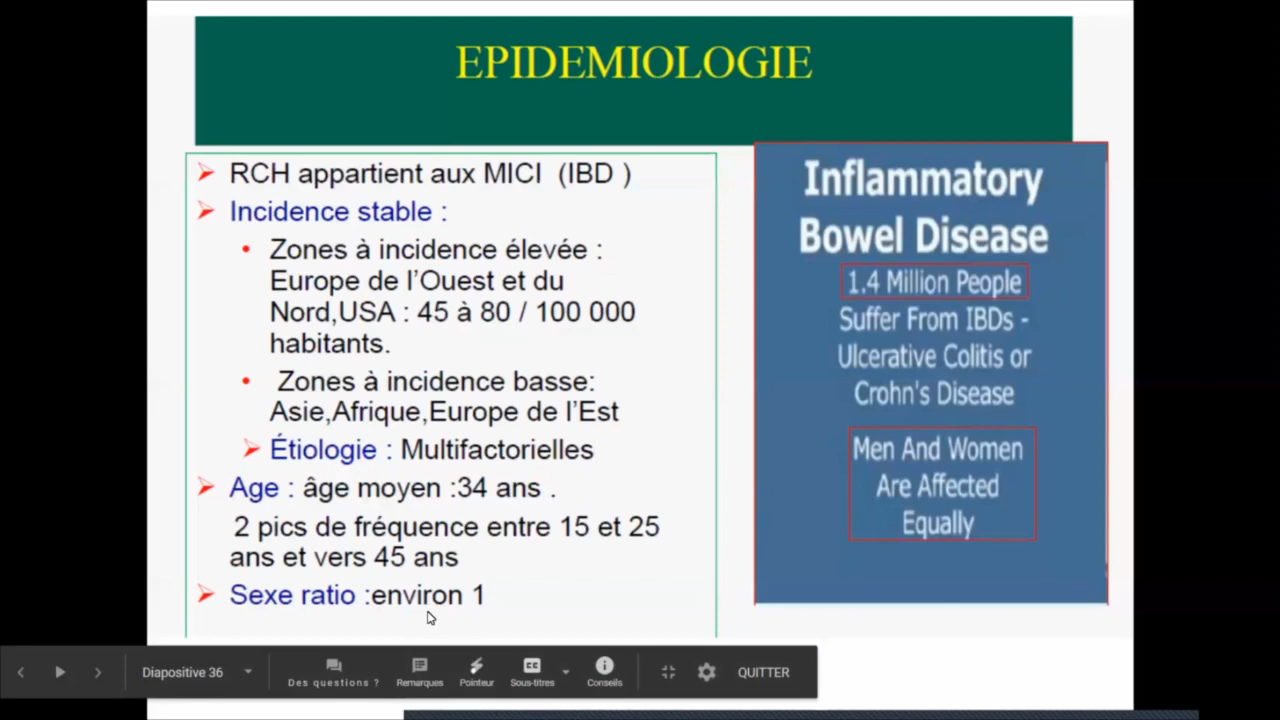 EPIDEMIOLOGIE
RCH appartient aux MICI (IBD )
Incidence stable :
Zones à incidence élevée :
Europe de l'Ouest et du
Nord,USA : 45 à 80 / 100 000
habitants.
Zones à incidence basse:
Asie,Afrique,Europe de l'Est
Étiologie : Multifactorielles
Age : âge moyen :34 ans .
2 pics de fréquence entre 15 et 25
ans et vers 45 ans
Sexe ratio :environ 1
Inflammatory
Bowel Disease
1.4 Million People
Suffer From IBDs -
Ulcerative Colitis or
Crohn's Disease
Men And Women
Are Affected
Equally
Diapositive 36
Des questions ?
Remarques
Pointeur
CC
Sous-titres
Conseils
QUITTER